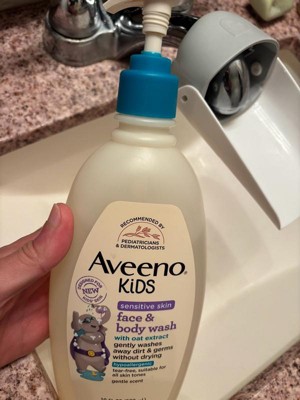 RECOMMENDED BY
PEDIATRICIANS
& DERMATOLOGISTS
Aveeno®
KiDS
NEW
sensitive skin
face &
body wash
with oat extract
gently washes
away dirt & germs
without drying
hypoallergenic
tear-free, suitable for
all skin tones
gentle scent